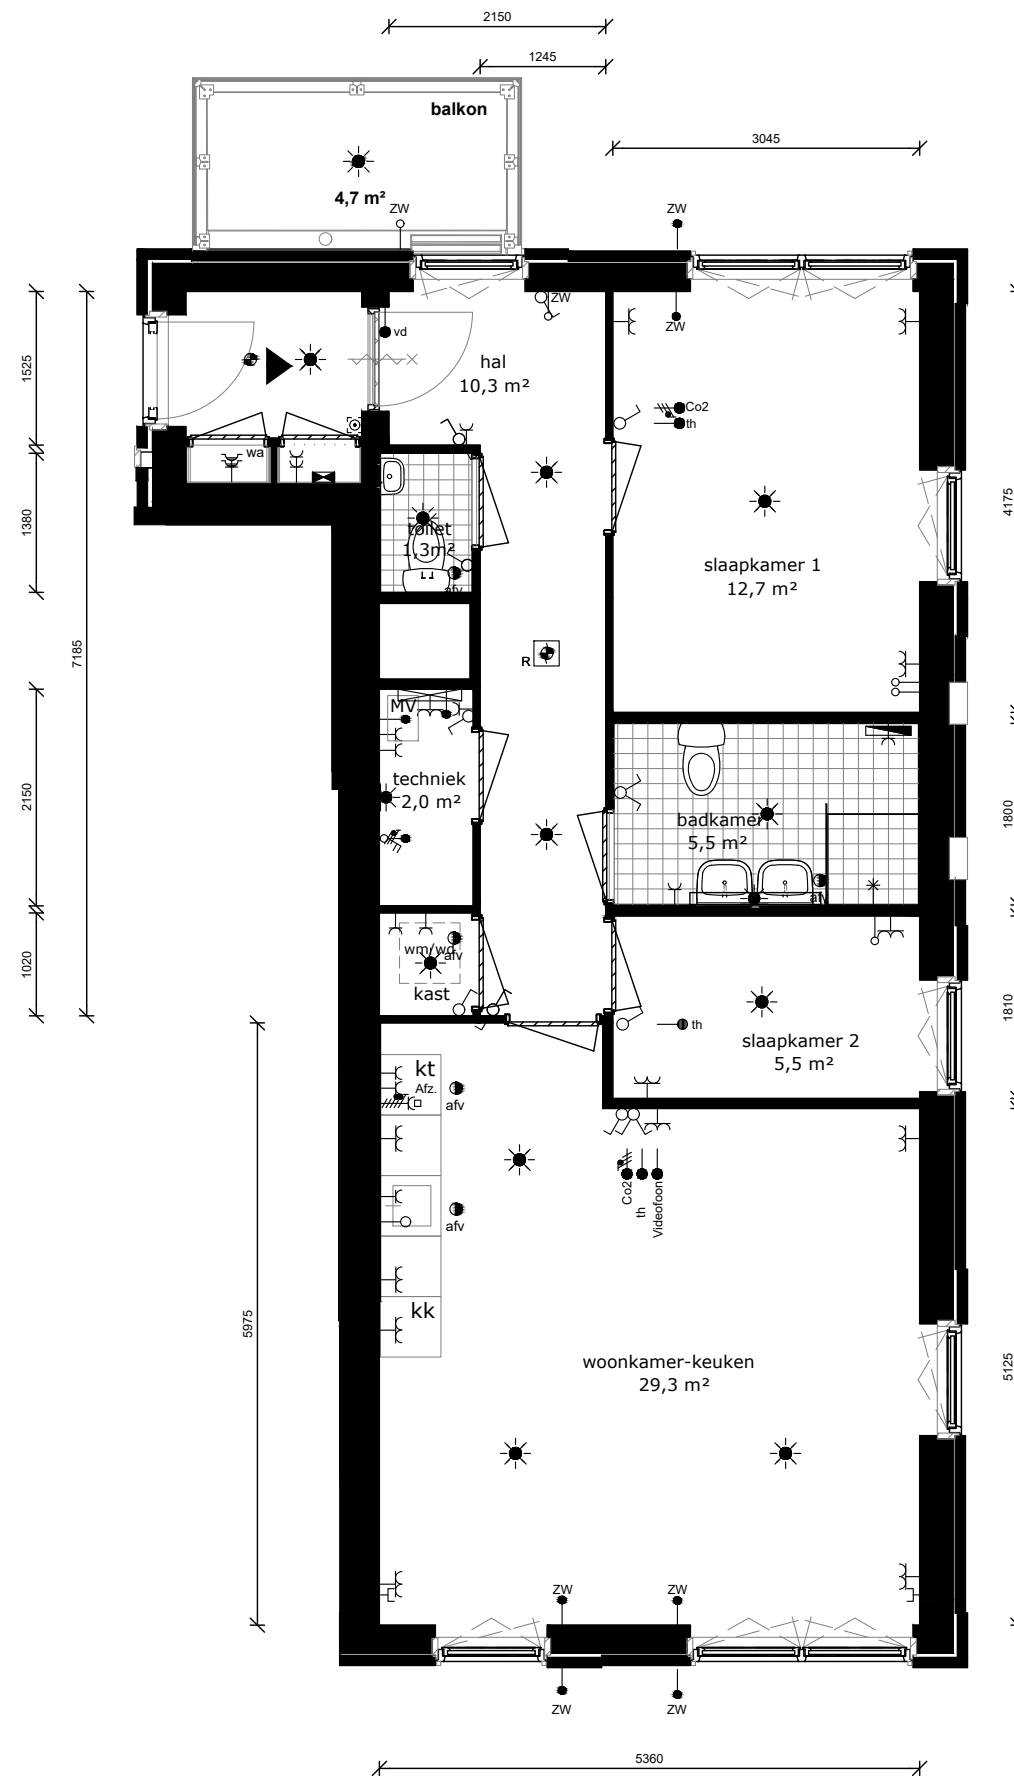 2150
1245
balkon
3045
4,7 m²
ZW
ZW
ZW
ZW
vd
hal
10,3 m²
1525
Co2
th
wa
4175
toilet
1,3m²
1380
afv
slaapkamer 1
12,7 m²
7185
R
MV
techniek
2,0 m²
2150
badkamer
5,5 m²
1800
afv
wm/wd
afv
kast
1020
th
slaapkamer 2
5,5 m²
1810
kt
Afz.
afv
Co2
th
Videofoon
afv
kk
5975
woonkamer-keuken
29,3 m²
5125
ZW
ZW
ZW
ZW
5360